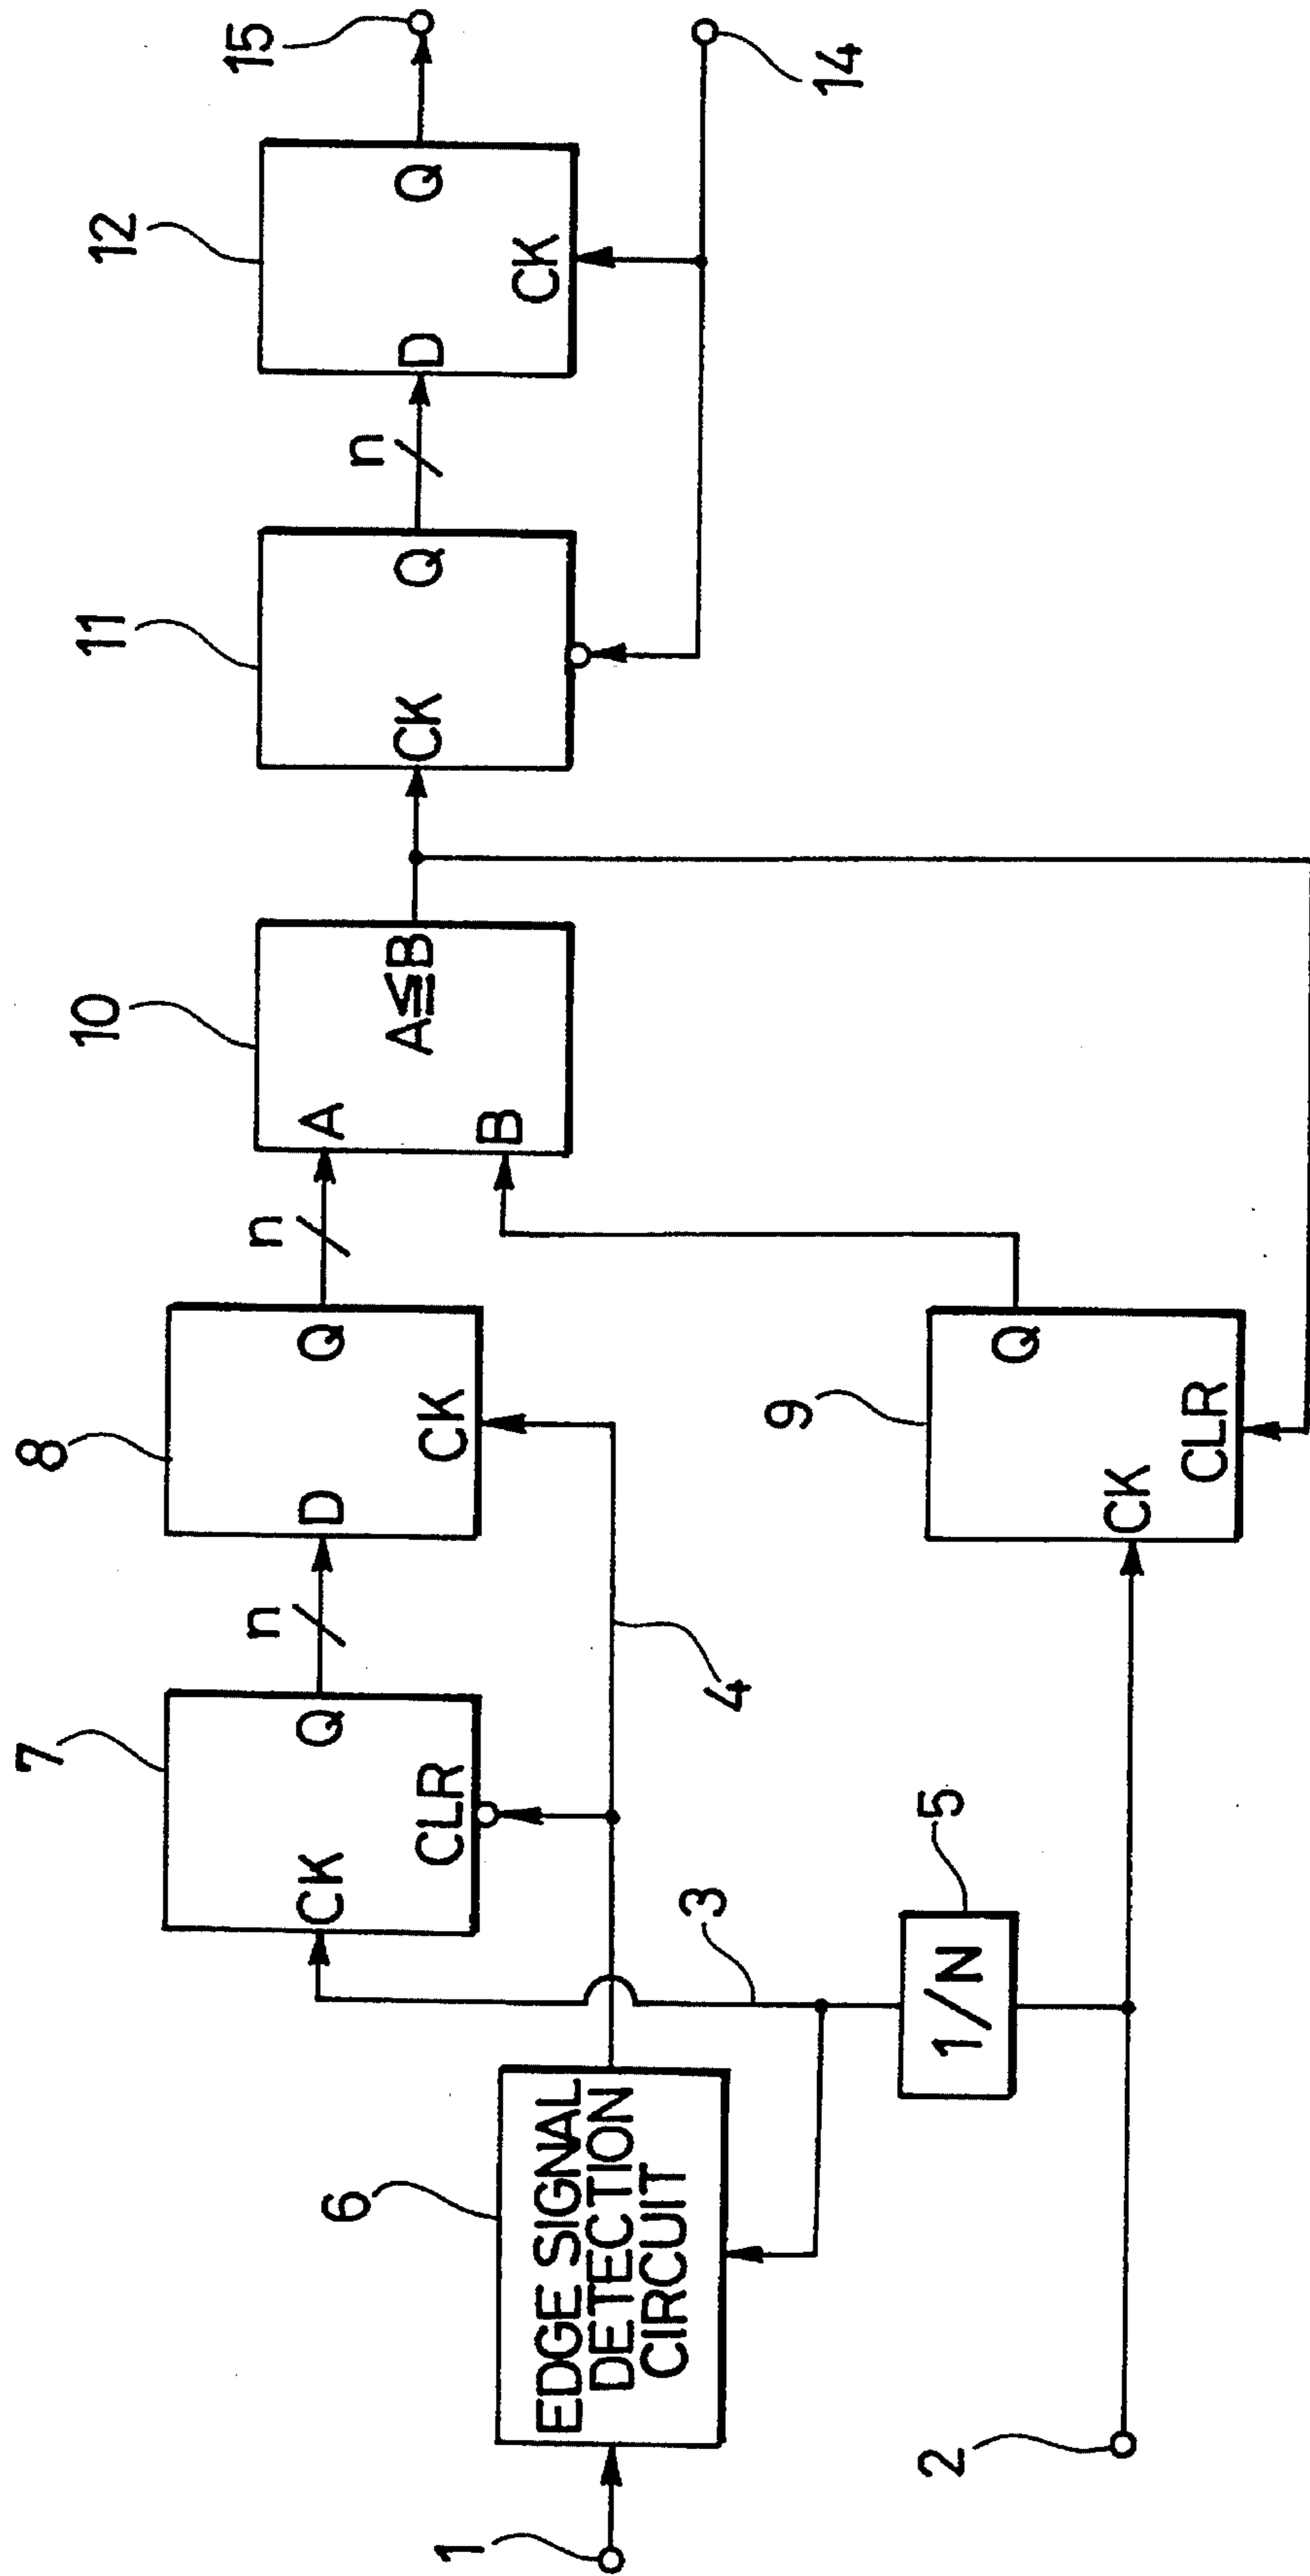 7
8
10
11
12
15
CK
Q
n
D
Q
n
A
CK
Q
n
D
Q
CLR
CK
B
A≦B
CK
6
EDGE SIGNAL
DETECTION
CIRCUIT
1
3
4
14
9
Q
CK
CLR
5
1/N
2